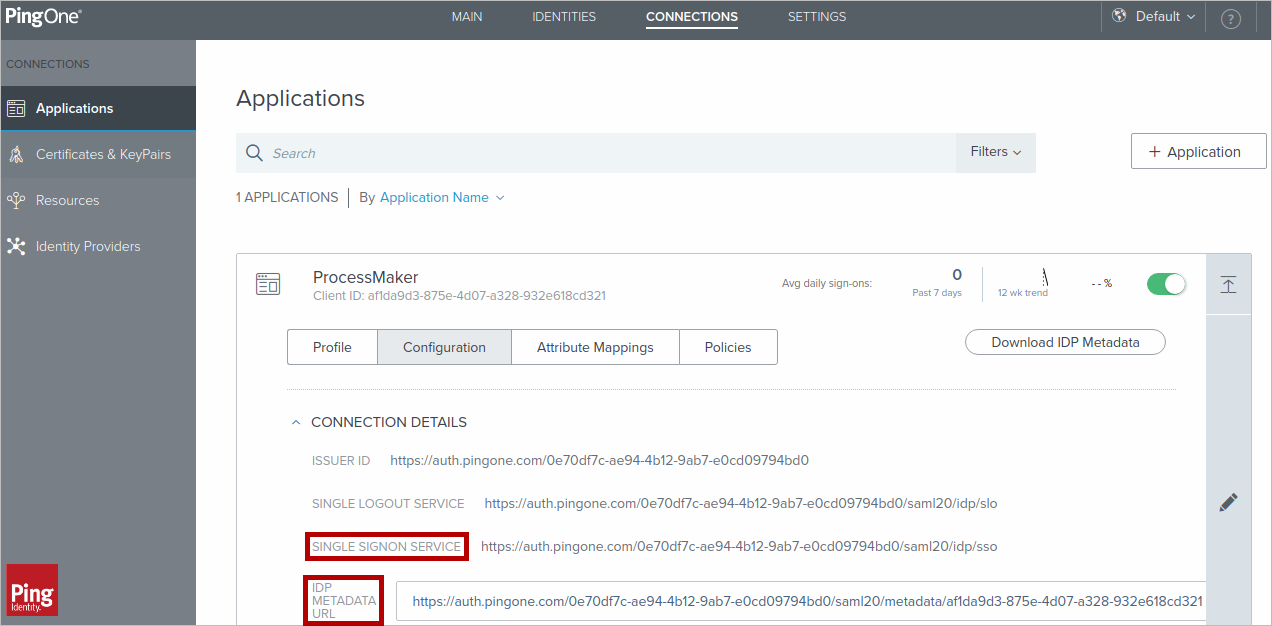 PingOne®
MAIN
IDENTITIES
CONNECTIONS
SETTINGS
Default
?
CONNECTIONS
Applications
Certificates & KeyPairs
Resources
Identity Providers
Applications
Search
Filters
+ Application
1 APPLICATIONS
By Application Name
ProcessMaker
Client ID: af1da9d3-875e-4d07-a328-932e618cd321
Avg daily sign-ons:
0
Past 7 days
12 wk trend
--%
Profile
Configuration
Attribute Mappings
Policies
Download IDP Metadata
CONNECTION DETAILS
ISSUER ID https://auth.pingone.com/0e70df7c-ae94-4b12-9ab7-e0cd09794bd0
SINGLE LOGOUT SERVICE https://auth.pingone.com/0e70df7c-ae94-4b12-9ab7-e0cd09794bd0/saml20/idp/slo
SINGLE SIGNON SERVICE https://auth.pingone.com/0e70df7c-ae94-4b12-9ab7-e0cd09794bd0/saml20/idp/sso
IDP
METADATA
URL
https://auth.pingone.com/0e70df7c-ae94-4b12-9ab7-e0cd09794bd0/saml20/metadata/af1da9d3-875e-4d07-a328-932e618cd321
Ping
Identity.